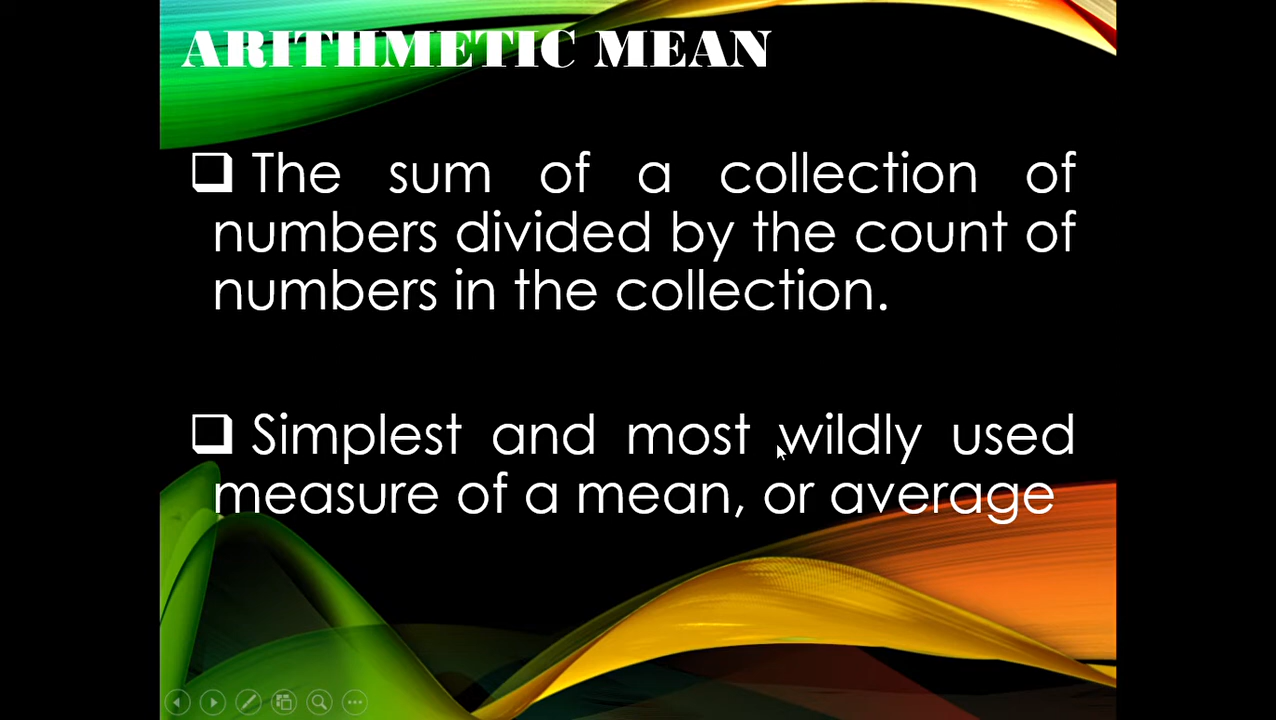 ARITHMETIC MEAN
❑ The sum of a collection of
numbers divided by the count of
numbers in the collection.
❑ Simplest and most wildly used
measure of a mean, or average